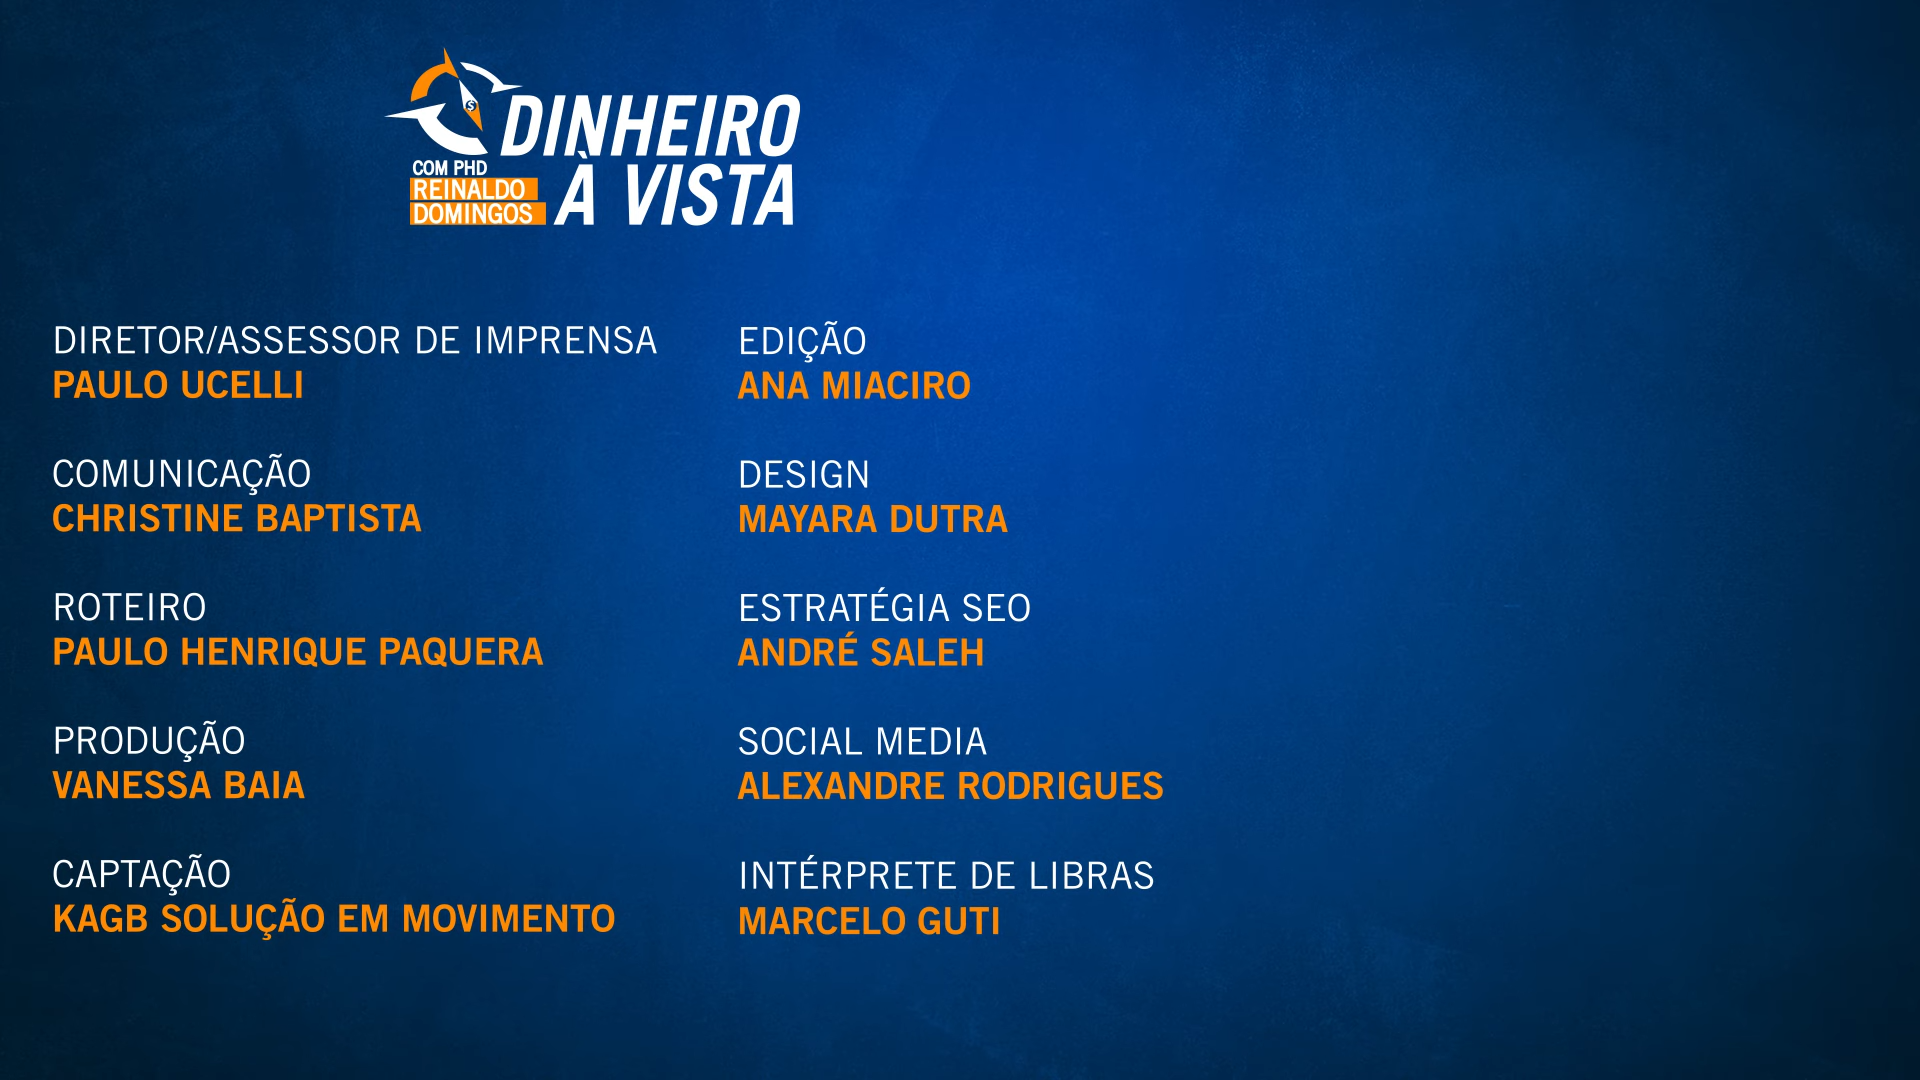 DINHEIRO
À VISTA
COM PHD
REINALDO
DOMINGOS
DIRETOR/ASSESSOR DE IMPRENSA
PAULO UCELLI
COMUNICAÇÃO
CHRISTINE BAPTISTA
ROTEIRO
PAULO HENRIQUE PAQUERA
PRODUÇÃO
VANESSA BAIA
CAPTAÇÃO
KAGB SOLUÇÃO EM MOVIMENTO
EDIÇÃO
ANA MIACIRO
DESIGN
MAYARA DUTRA
ESTRATÉGIA SEO
ANDRÉ SALEH
SOCIAL MEDIA
ALEXANDRE RODRIGUES
INTÉRPRETE DE LIBRAS
MARCELO GUTI